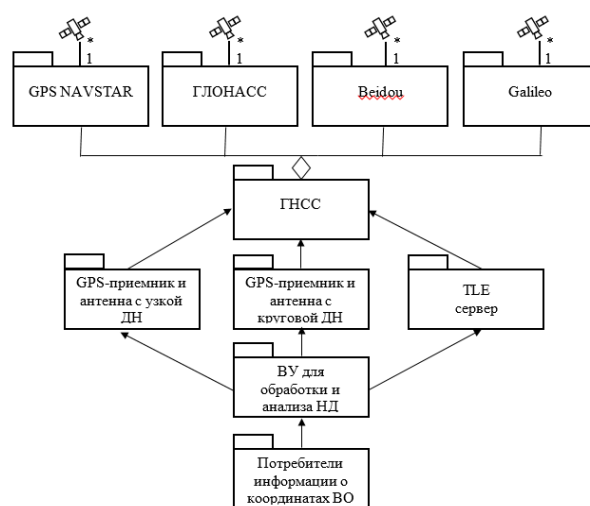 * * * *
1 1 1 1
GPS NAVSTAR ГЛОНАСС Beidou Galileo
ГНСС
GPS-приемник и
антенна с узкой
ДН
GPS-приемник и
антенна с
круговой ДН
TLE
сервер
ВУ для
обработки и
анализа НД
Потребители
информации о
координатах ВО